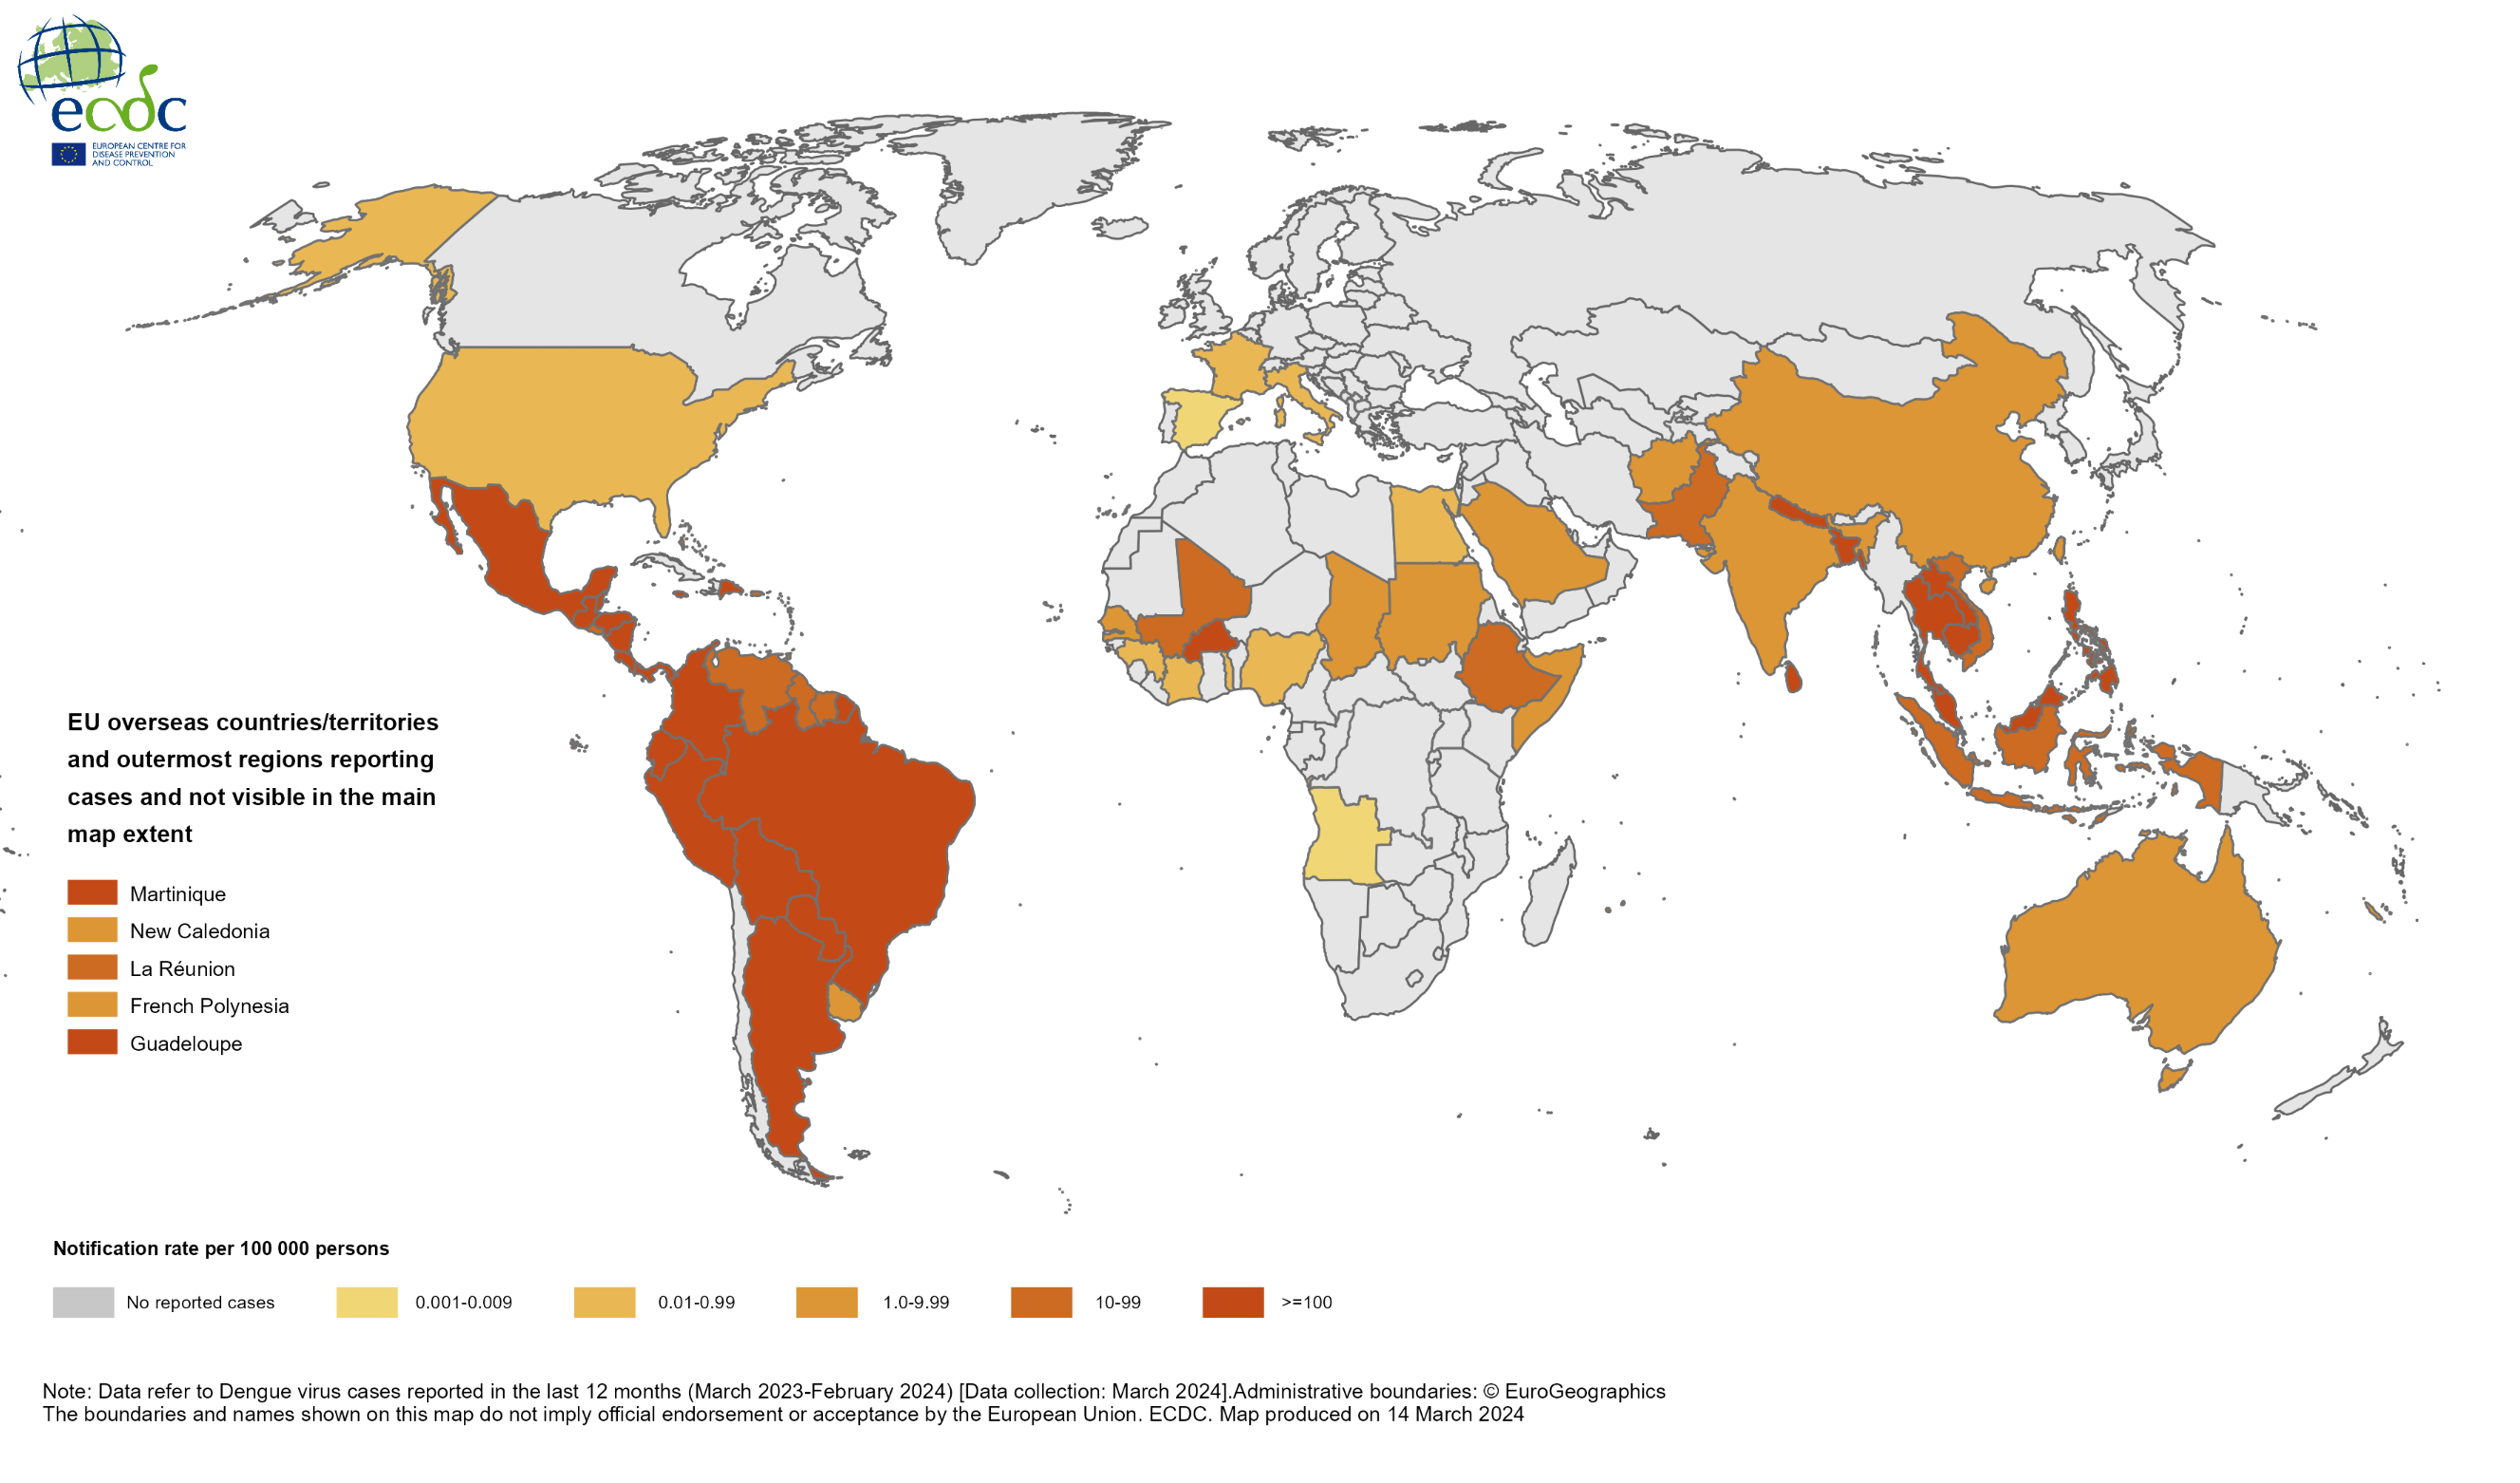 ecdc
EUROPEAN CENTRE FOR
DISEASE PREVENTION
AND CONTROL
EU overseas countries/territories
and outermost regions reporting
cases and not visible in the main
map extent
Martinique
New Caledonia
La Réunion
French Polynesia
Guadeloupe
Notification rate per 100 000 persons
No reported cases
0.001-0.009
0.01-0.99
1.0-9.99
10-99
>=100
Note: Data refer to Dengue virus cases reported in the last 12 months (March 2023-February 2024) [Data collection: March 2024].Administrative boundaries: © EuroGeographics
The boundaries and names shown on this map do not imply official endorsement or acceptance by the European Union. ECDC. Map produced on 14 March 2024